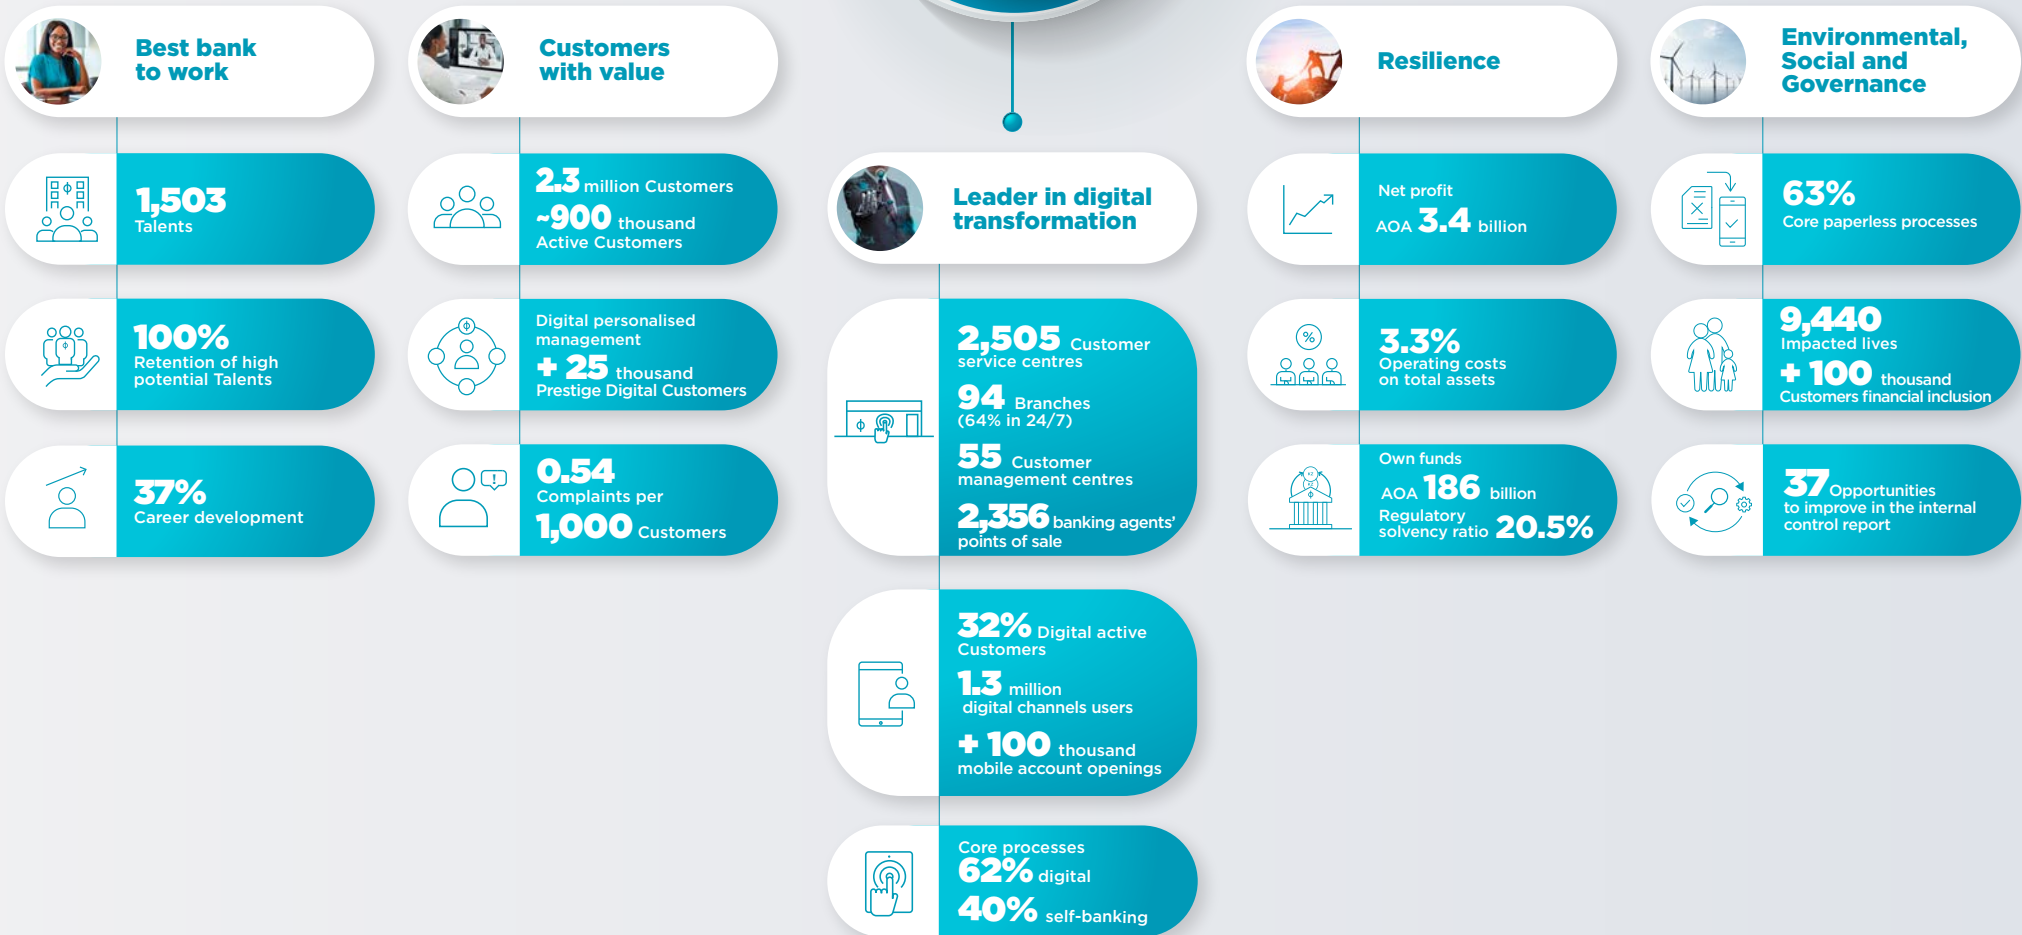 Best bank
to work
1,503
Talents
100%
Retention of high
potential Talents
37%
Career development
Customers
with value
2.3 million Customers
~900 thousand
Active Customers
Digital personalised
management
+ 25 thousand
Prestige Digital Customers
0.54
Complaints per
1,000 Customers
Leader in digital
transformation
2,505 Customer
service centres
94 Branches
(64% in 24/7)
55 Customer
management centres
2,356 banking agents’
points of sale
32% Digital active
Customers
1.3 million
digital channels users
+ 100 thousand
mobile account openings
Core processes
62% digital
40% self-banking
Resilience
Net profit
AOA 3.4 billion
%
3.3%
Operating costs
on total assets
Own funds
AOA 186 billion
Regulatory
solvency ratio 20.5%
Environmental,
Social and
Governance
63%
Core paperless processes
9,440
Impacted lives
+ 100 thousand
Customers financial inclusion
37 Opportunities
to improve in the internal
control report